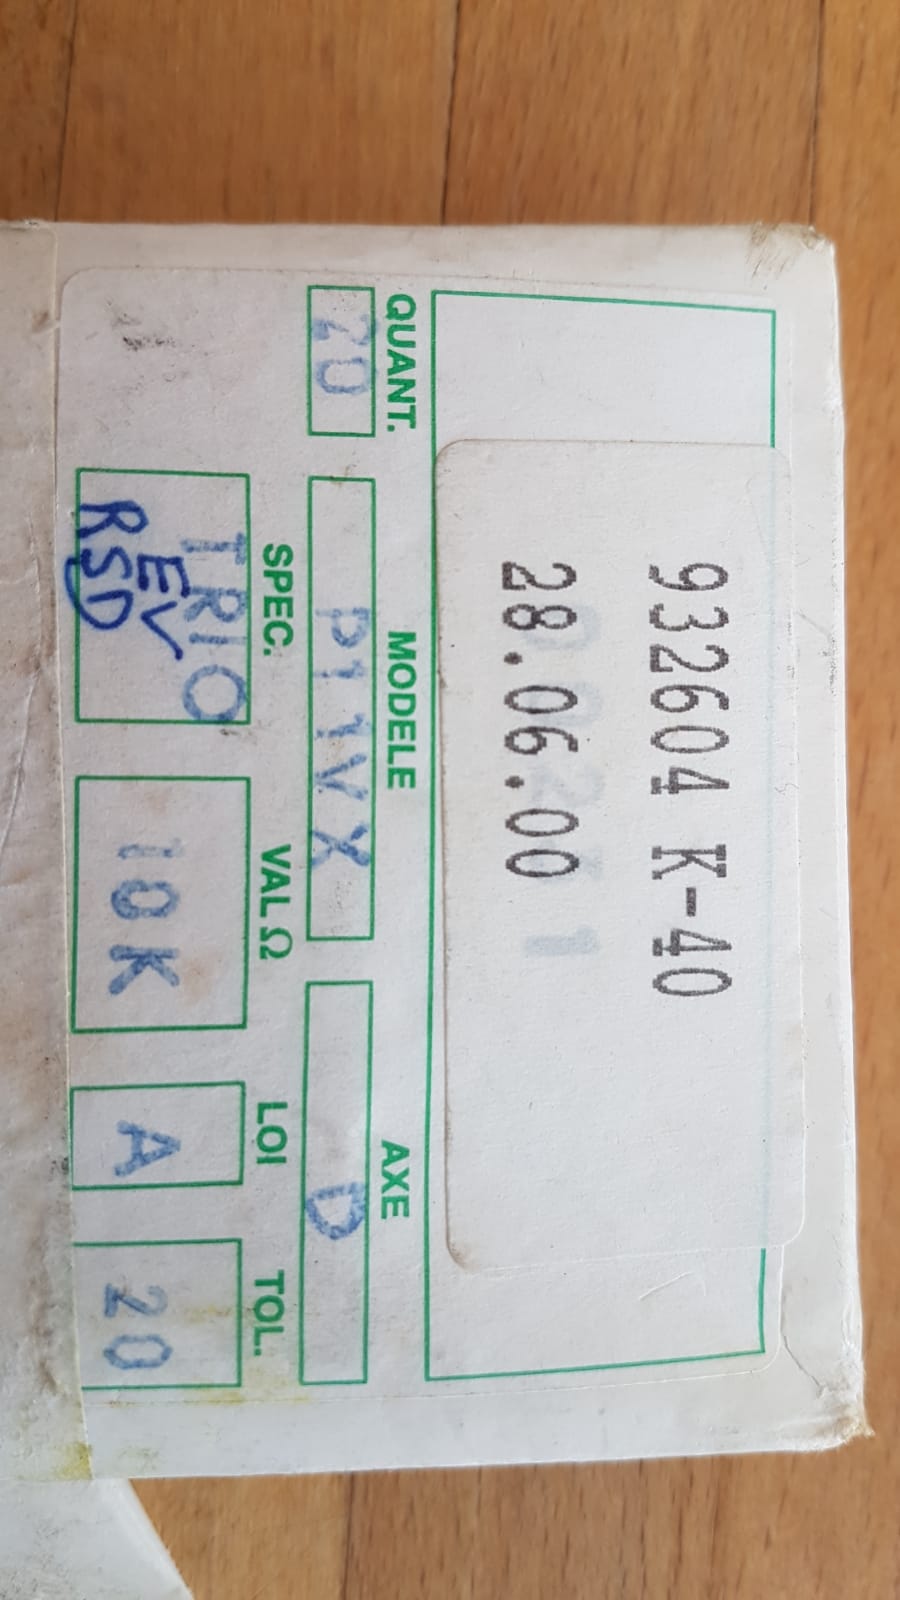 932604 K-40
28.06.00
QUANT. MODELE AXE
20 P11VX D
SPEC. VAL Ω LOI TOL.
TRIO 10K A 20
EV
RSD